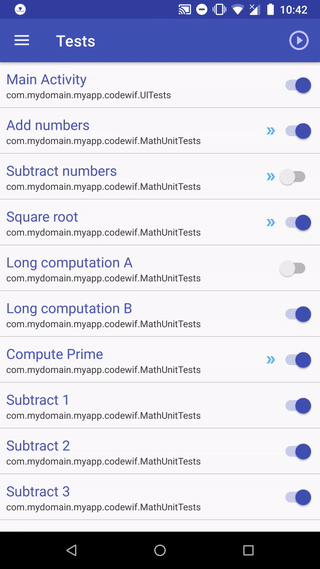 10:42
Tests
Main Activity
com.mydomain.myapp.codewif.UITests
Add numbers
com.mydomain.myapp.codewif.MathUnitTests
Subtract numbers
com.mydomain.myapp.codewif.MathUnitTests
Square root
com.mydomain.myapp.codewif.MathUnitTests
Long computation A
com.mydomain.myapp.codewif.MathUnitTests
Long computation B
com.mydomain.myapp.codewif.MathUnitTests
Compute Prime
com.mydomain.myapp.codewif.MathUnitTests
Subtract 1
com.mydomain.myapp.codewif.MathUnitTests
Subtract 2
com.mydomain.myapp.codewif.MathUnitTests
Subtract 3
com.mydomain.myapp.codewif.MathUnitTests